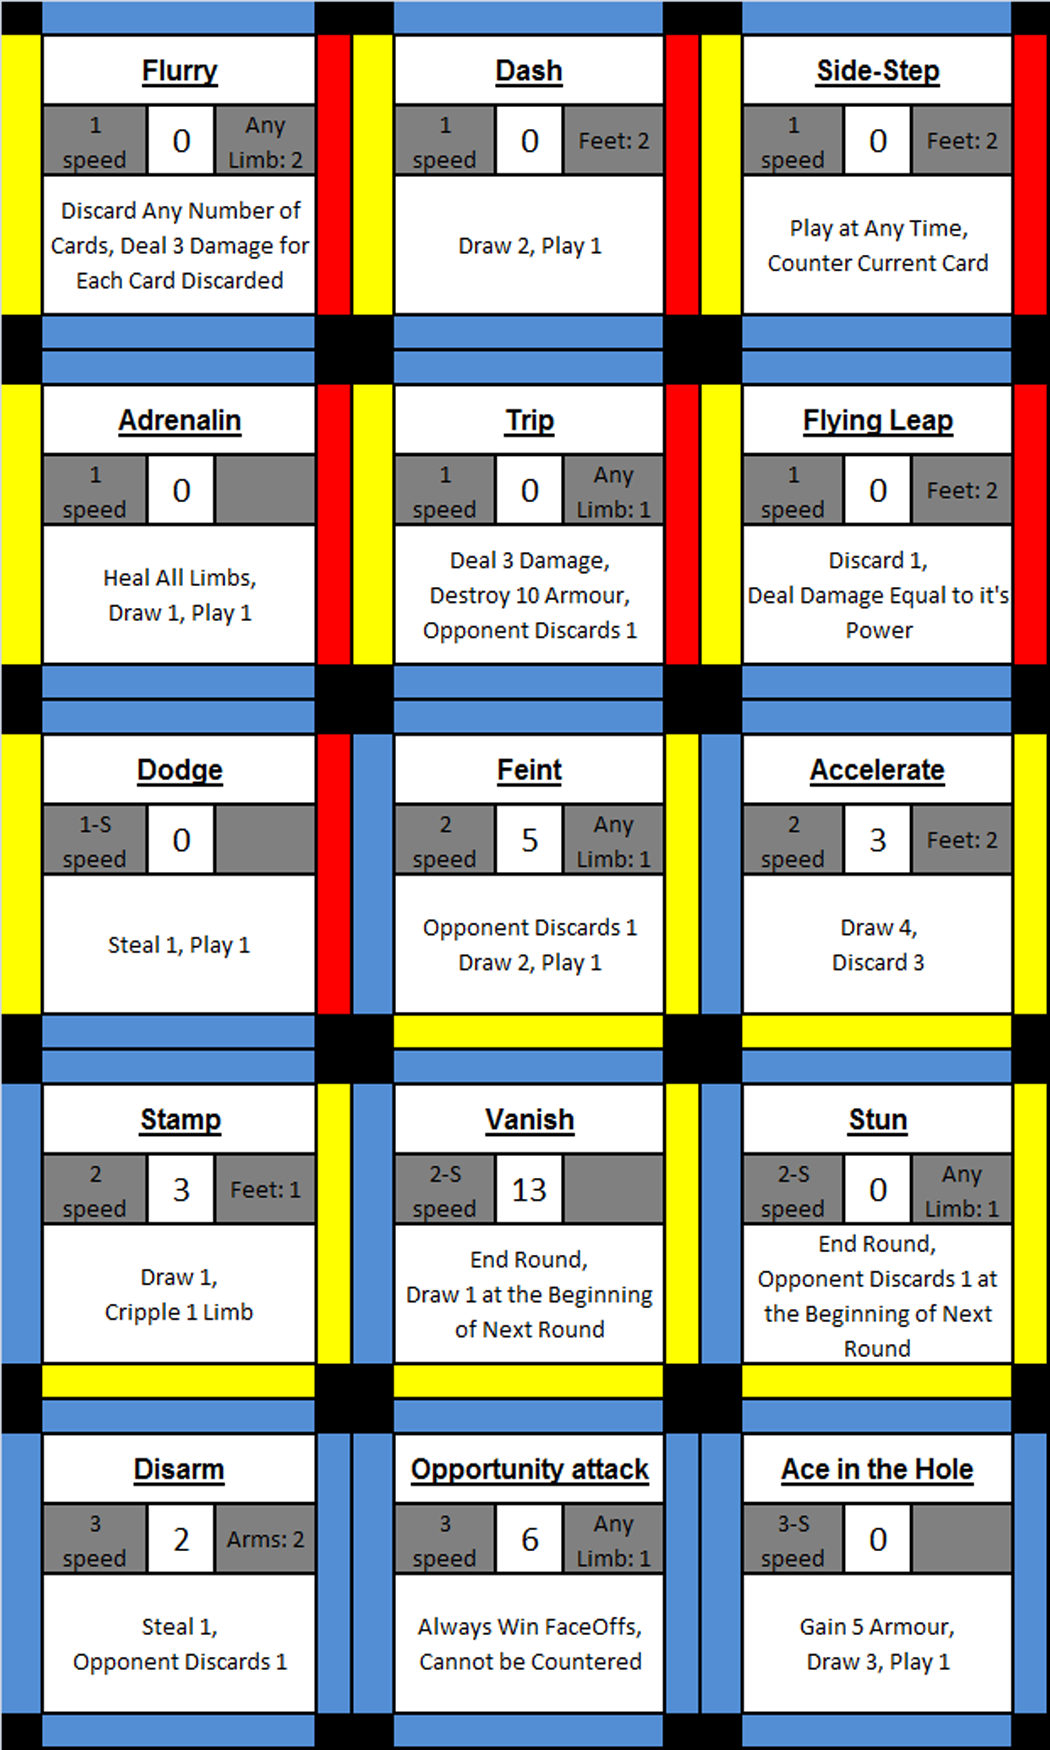 Flurry
1
speed
0
Any
Limb: 2
Discard Any Number of
Cards, Deal 3 Damage for
Each Card Discarded
Dash
1
speed
0
Feet: 2
Draw 2, Play 1
Side-Step
1
speed
0
Feet: 2
Play at Any Time,
Counter Current Card
Adrenalin
1
speed
0
Heal All Limbs,
Draw 1, Play 1
Trip
1
speed
0
Any
Limb: 1
Deal 3 Damage,
Destroy 10 Armour,
Opponent Discards 1
Flying Leap
1
speed
0
Feet: 2
Discard 1,
Deal Damage Equal to it's
Power
Dodge
1-S
speed
0
Steal 1, Play 1
Feint
2
speed
5
Any
Limb: 1
Opponent Discards 1
Draw 2, Play 1
Accelerate
2
speed
3
Feet: 2
Draw 4,
Discard 3
Stamp
2
speed
3
Feet: 1
Draw 1,
Cripple 1 Limb
Vanish
2-S
speed
13
End Round,
Draw 1 at the Beginning
of Next Round
Stun
2-S
speed
0
Any
Limb: 1
End Round,
Opponent Discards 1 at
the Beginning of Next
Round
Disarm
3
speed
2
Arms: 2
Steal 1,
Opponent Discards 1
Opportunity attack
3
speed
6
Any
Limb: 1
Always Win FaceOffs,
Cannot be Countered
Ace in the Hole
3-S
speed
0
Gain 5 Armour,
Draw 3, Play 1